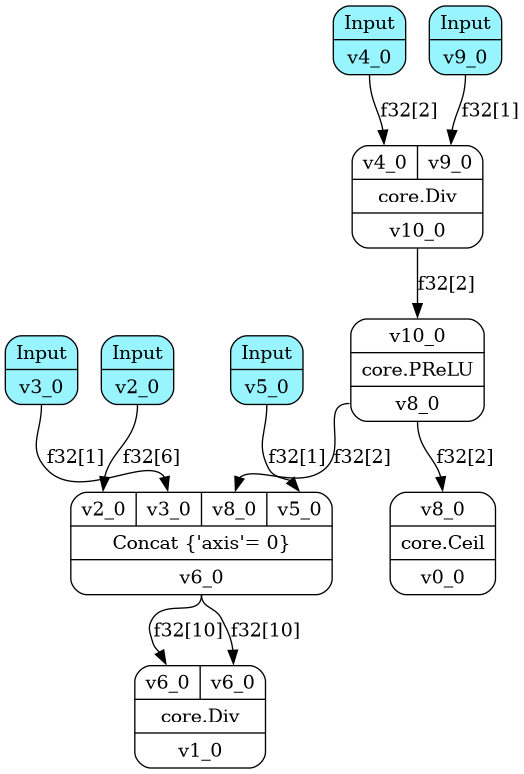 Input
v4_0
Input
v9_0
f32[2]
f32[1]
v4_0
v9_0
core.Div
v10_0
f32[2]
Input
v3_0
Input
v2_0
Input
v5_0
v10_0
core.PReLU
v8_0
f32[1]
f32[6]
f32[1]
f32[2]
f32[2]
v2_0
v3_0
v8_0
v5_0
Concat {'axis'= 0}
v6_0
v8_0
core.Ceil
v0_0
f32[10]
f32[10]
v6_0
v6_0
core.Div
v1_0